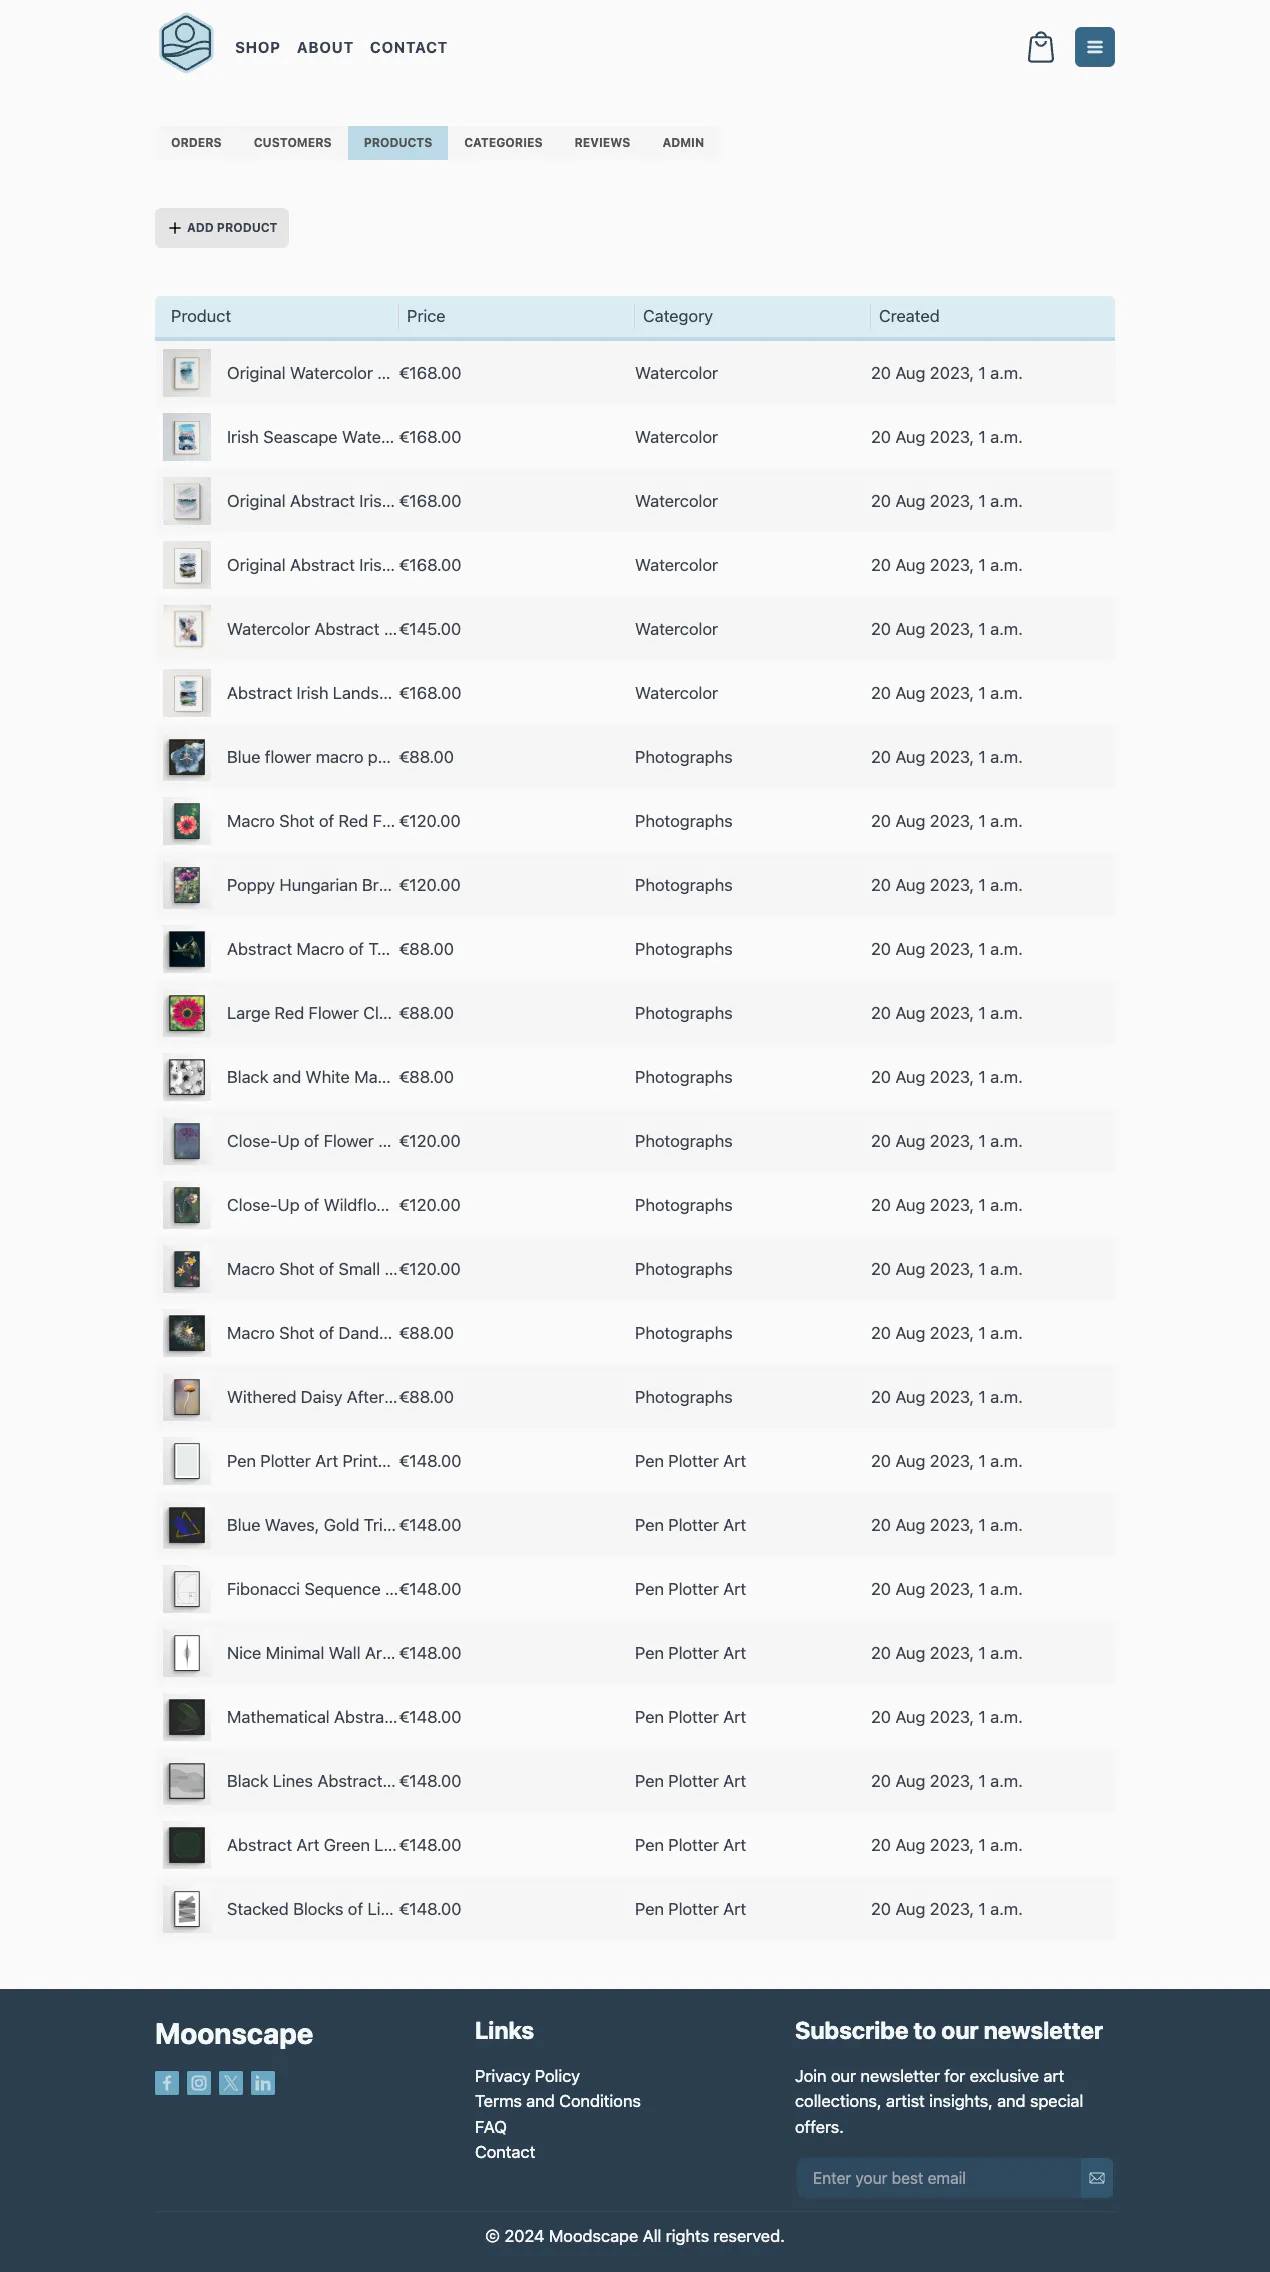 SHOP ABOUT CONTACT
ORDERS CUSTOMERS PRODUCTS CATEGORIES REVIEWS ADMIN
ADD PRODUCT
Product Price Category Created
Original Watercolor ... €168.00 Watercolor 20 Aug 2023, 1 a.m.
Irish Seascape Wate... €168.00 Watercolor 20 Aug 2023, 1 a.m.
Original Abstract Iris... €168.00 Watercolor 20 Aug 2023, 1 a.m.
Original Abstract Iris... €168.00 Watercolor 20 Aug 2023, 1 a.m.
Watercolor Abstract ... €145.00 Watercolor 20 Aug 2023, 1 a.m.
Abstract Irish Lands... €168.00 Watercolor 20 Aug 2023, 1 a.m.
Blue flower macro p... €88.00 Photographs 20 Aug 2023, 1 a.m.
Macro Shot of Red F... €120.00 Photographs 20 Aug 2023, 1 a.m.
Poppy Hungarian Br... €120.00 Photographs 20 Aug 2023, 1 a.m.
Abstract Macro of T... €88.00 Photographs 20 Aug 2023, 1 a.m.
Large Red Flower Cl... €88.00 Photographs 20 Aug 2023, 1 a.m.
Black and White Ma... €88.00 Photographs 20 Aug 2023, 1 a.m.
Close-Up of Flower ... €120.00 Photographs 20 Aug 2023, 1 a.m.
Close-Up of Wildflo... €120.00 Photographs 20 Aug 2023, 1 a.m.
Macro Shot of Small ... €120.00 Photographs 20 Aug 2023, 1 a.m.
Macro Shot of Dand... €88.00 Photographs 20 Aug 2023, 1 a.m.
Withered Daisy After... €88.00 Photographs 20 Aug 2023, 1 a.m.
Pen Plotter Art Print... €148.00 Pen Plotter Art 20 Aug 2023, 1 a.m.
Blue Waves, Gold Tri... €148.00 Pen Plotter Art 20 Aug 2023, 1 a.m.
Fibonacci Sequence ... €148.00 Pen Plotter Art 20 Aug 2023, 1 a.m.
Nice Minimal Wall Ar... €148.00 Pen Plotter Art 20 Aug 2023, 1 a.m.
Mathematical Abstra... €148.00 Pen Plotter Art 20 Aug 2023, 1 a.m.
Black Lines Abstract... €148.00 Pen Plotter Art 20 Aug 2023, 1 a.m.
Abstract Art Green L... €148.00 Pen Plotter Art 20 Aug 2023, 1 a.m.
Stacked Blocks of Li... €148.00 Pen Plotter Art 20 Aug 2023, 1 a.m.
Moonscape
Links
Privacy Policy
Terms and Conditions
FAQ
Contact
Subscribe to our newsletter
Join our newsletter for exclusive art
collections, artist insights, and special
offers.
Enter your best email
© 2024 Moodscape All rights reserved.